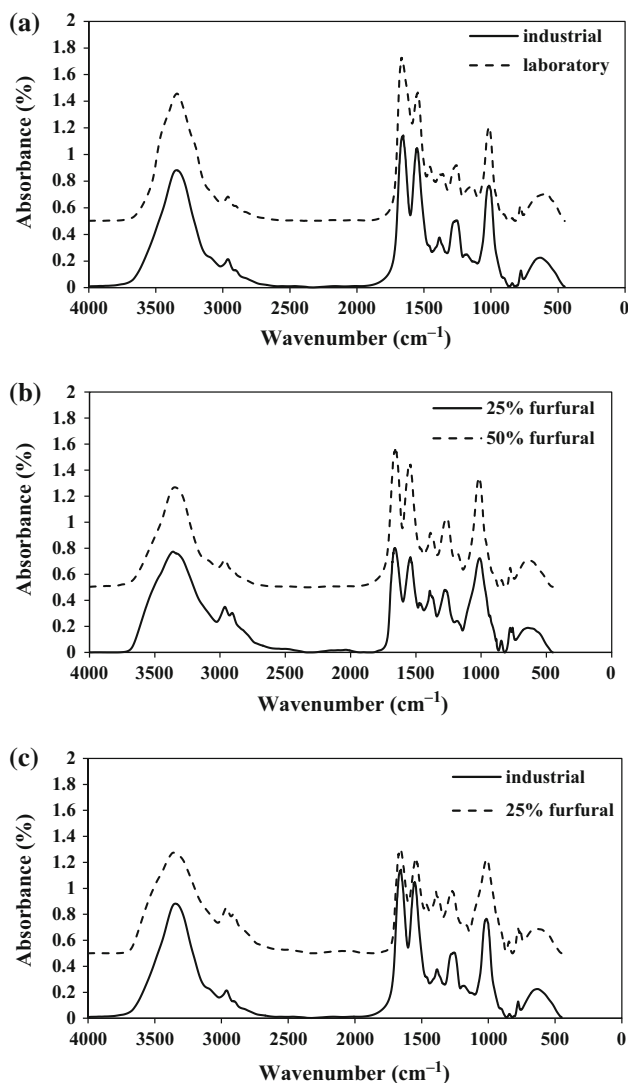 (a)
2
1.8
1.6
1.4
1.2
1
0.8
0.6
0.4
0.2
0
Absorbance (%)
industrial
laboratory
4000 3500 3000 2500 2000 1500 1000 500 0
Wavenumber (cm⁻¹)
(b)
2
1.8
1.6
1.4
1.2
1
0.8
0.6
0.4
0.2
0
Absorbance (%)
25% furfural
50% furfural
4000 3500 3000 2500 2000 1500 1000 500 0
Wavenumber (cm⁻¹)
(c)
2
1.8
1.6
1.4
1.2
1
0.8
0.6
0.4
0.2
0
Absorbance (%)
industrial
25% furfural
4000 3500 3000 2500 2000 1500 1000 500 0
Wavenumber (cm⁻¹)